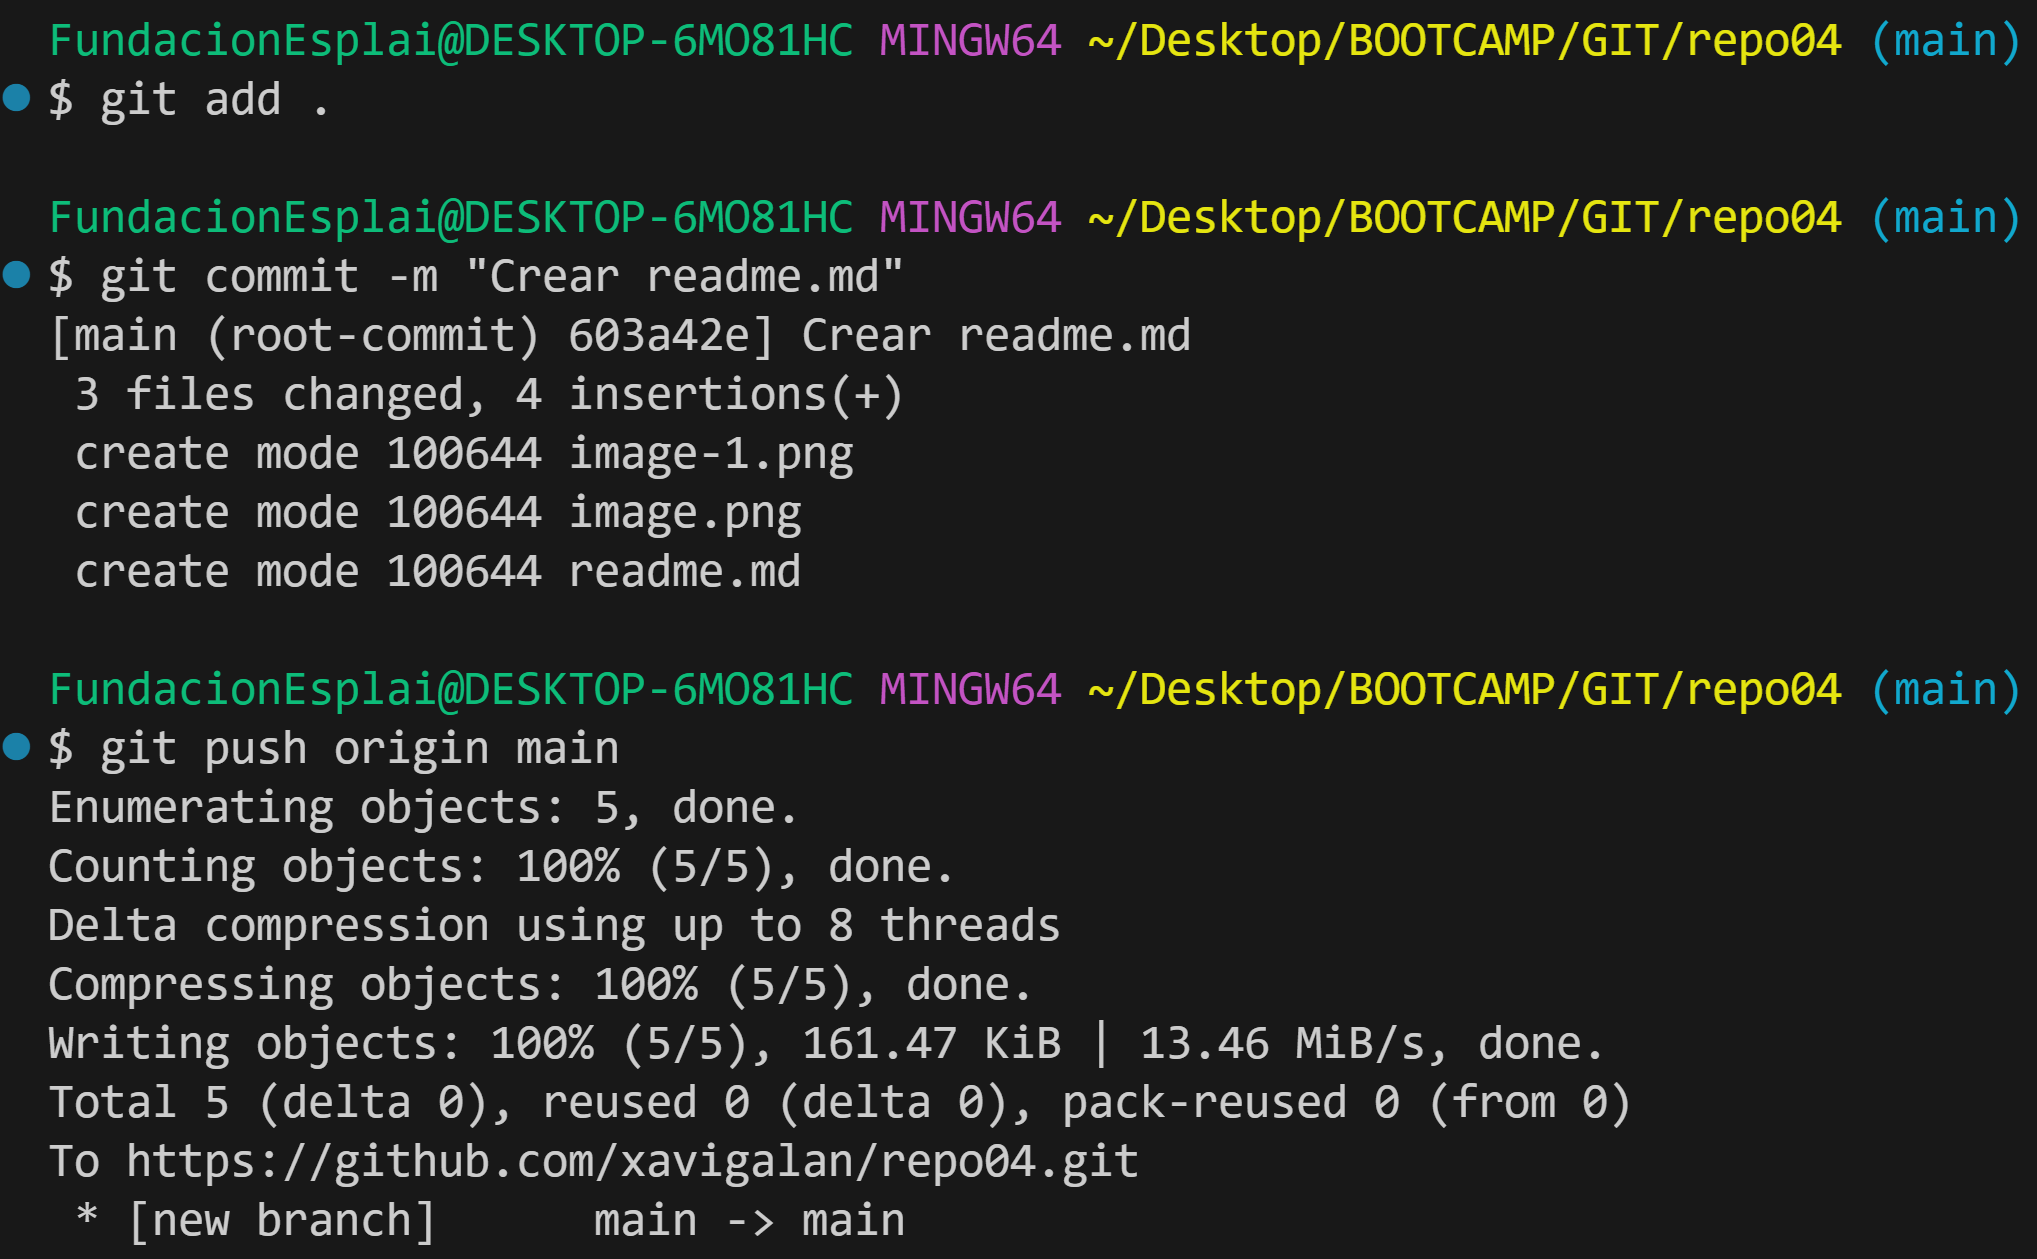 FundacionEsplai@DESKTOP-6MO81HC MINGW64 ~/Desktop/BOOTCAMP/GIT/repo04 (main)
$ git add .
FundacionEsplai@DESKTOP-6MO81HC MINGW64 ~/Desktop/BOOTCAMP/GIT/repo04 (main)
$ git commit -m "Crear readme.md"
[main (root-commit) 603a42e] Crear readme.md
 3 files changed, 4 insertions(+)
 create mode 100644 image-1.png
 create mode 100644 image.png
 create mode 100644 readme.md
FundacionEsplai@DESKTOP-6MO81HC MINGW64 ~/Desktop/BOOTCAMP/GIT/repo04 (main)
$ git push origin main
Enumerating objects: 5, done.
Counting objects: 100% (5/5), done.
Delta compression using up to 8 threads
Compressing objects: 100% (5/5), done.
Writing objects: 100% (5/5), 161.47 KiB | 13.46 MiB/s, done.
Total 5 (delta 0), reused 0 (delta 0), pack-reused 0 (from 0)
To https://github.com/xavigalan/repo04.git
 * [new branch]      main -> main